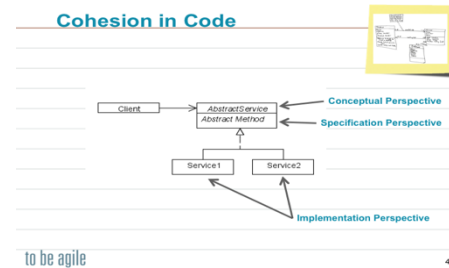 Cohesion in Code
Conceptual Perspective
Client
AbstractService
Abstract Method
Specification Perspective
Service1
Service2
Implementation Perspective
to be agile
4